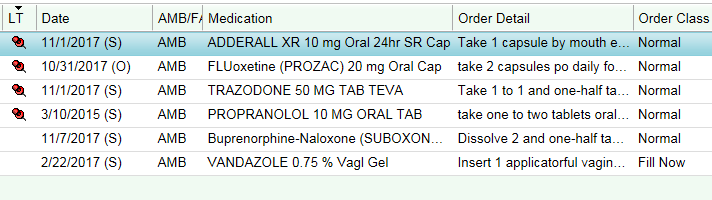 LT Date AMB/FA Medication Order Detail Order Class
11/1/2017 (S) AMB ADDERALL XR 10 mg Oral 24hr SR Cap Take 1 capsule by mouth e... Normal
10/31/2017 (O) AMB FLUoxetine (PROZAC) 20 mg Oral Cap take 2 capsules po daily fo... Normal
11/1/2017 (S) AMB TRAZODONE 50 MG TAB TEVA Take 1 to 1 and one-half ta... Normal
3/10/2015 (S) AMB PROPRANOLOL 10 MG ORAL TAB take one to two tablets oral... Normal
11/7/2017 (S) AMB Buprenorphine-Naloxone (SUBOXON... Dissolve 2 and one-half ta... Normal
2/22/2017 (S) AMB VANDAZOLE 0.75 % Vagl Gel Insert 1 applicatorful vagin... Fill Now